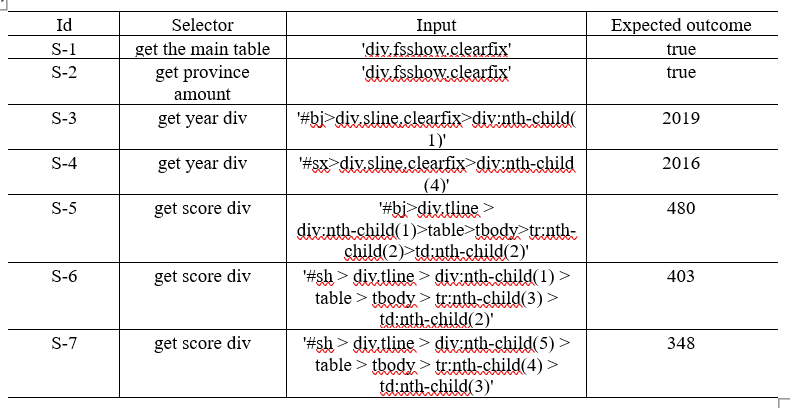 Id Selector Input Expected outcome
S-1 get the main table 'div.fsshow.clearfix' true
S-2 get province 'div.fsshow.clearfix' true
amount
S-3 get year div '#bj>div.sline.clearfix>div:nth-child( 2019
1)'
S-4 get year div '#sx>div.sline.clearfix>div:nth-child 2016
(4)'
S-5 get score div '#bj>div.tline > 480
div:nth-child(1)>table>tbody>tr:nth-
child(2)>td:nth-child(2)'
S-6 get score div '#sh > div.tline > div:nth-child(1) > 403
table > tbody > tr:nth-child(3) >
td:nth-child(2)'
S-7 get score div '#sh > div.tline > div:nth-child(5) > 348
table > tbody > tr:nth-child(4) >
td:nth-child(3)'